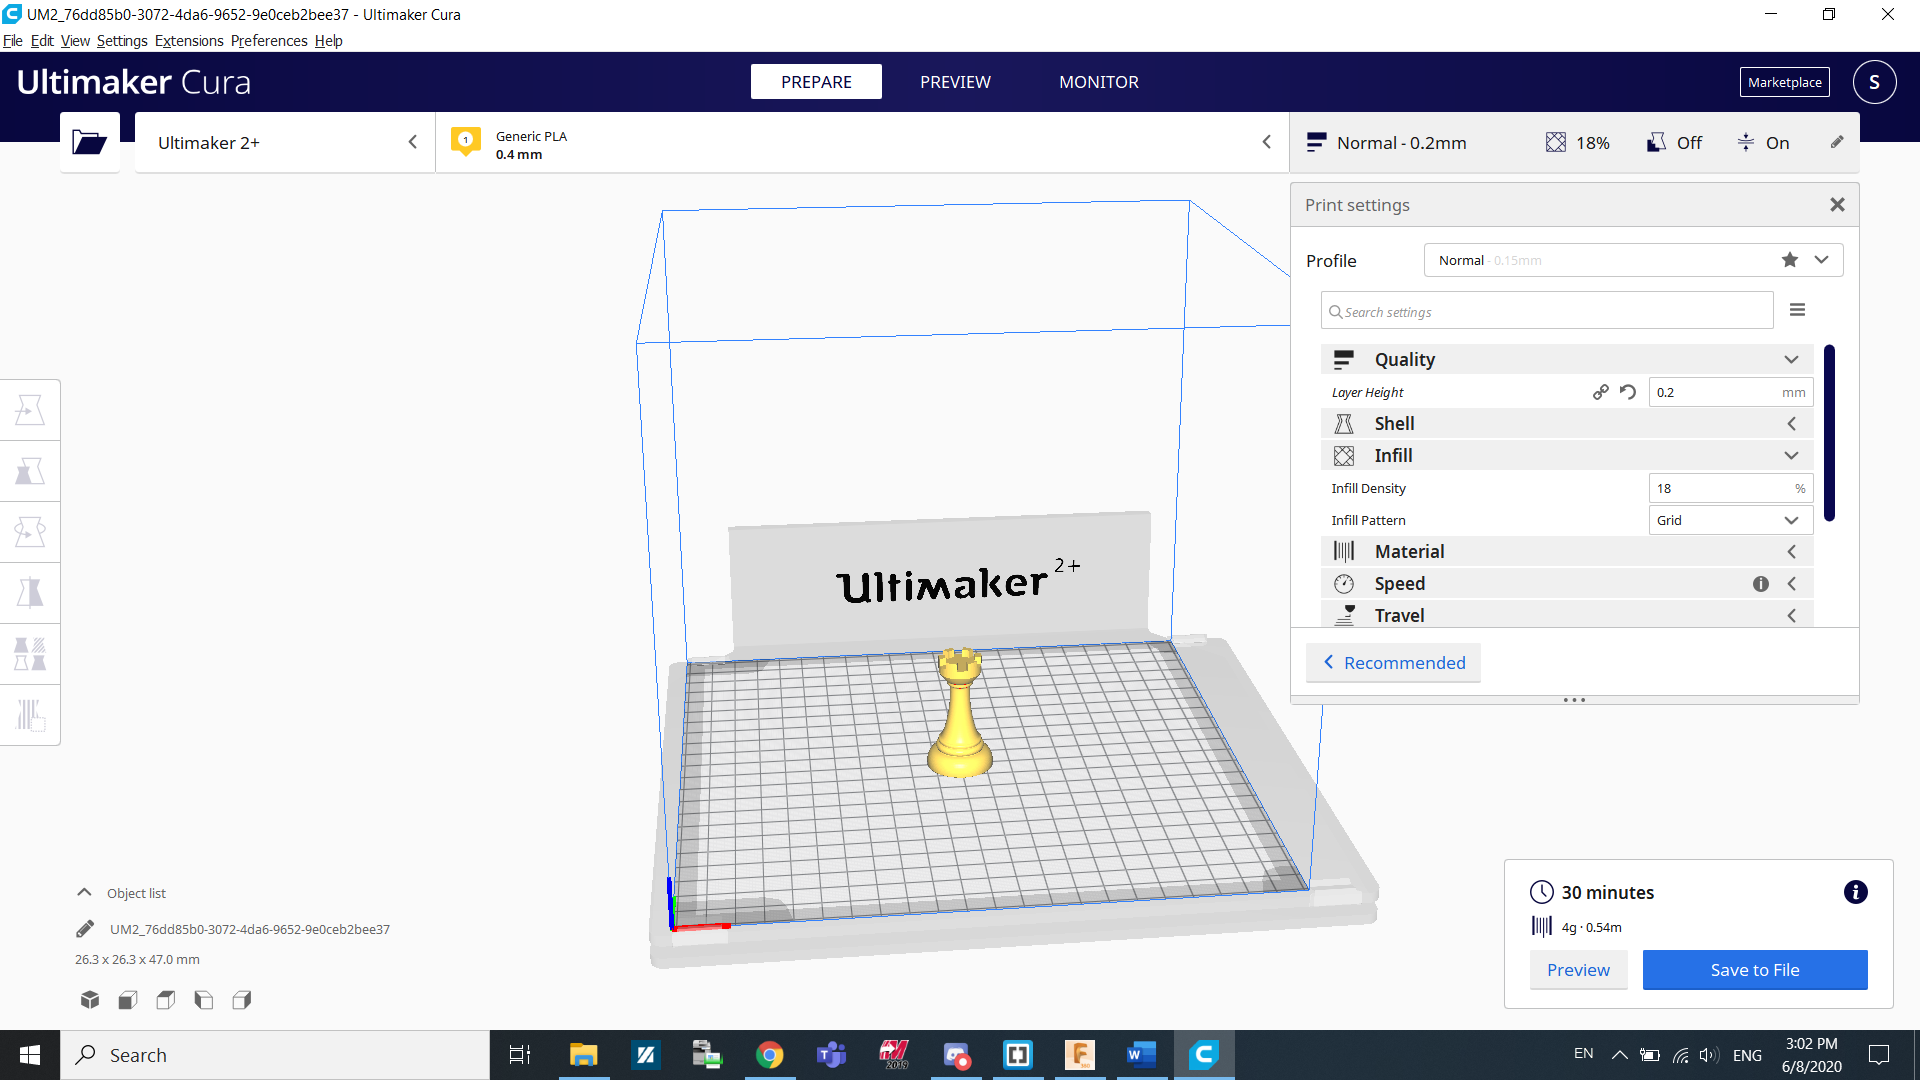 UM2_76dd85b0-3072-4da6-9652-9e0ceb2bee37 - Ultimaker Cura
File Edit View Settings Extensions Preferences Help
Ultimaker Cura
PREPARE PREVIEW MONITOR
Marketplace S
Ultimaker 2+
1 Generic PLA
0.4 mm
Normal - 0.2mm 18% Off On
Print settings
Profile Normal - 0.15mm
Search settings
Quality
Layer Height 0.2 mm
Shell
Infill
Infill Density 18 %
Infill Pattern Grid
Material
Speed
Travel
Recommended
Ultimaker 2+
Object list
UM2_76dd85b0-3072-4da6-9652-9e0ceb2bee37
26.3 x 26.3 x 47.0 mm
30 minutes
4g · 0.54m
Preview Save to File
Search
2019
EN ENG
3:02 PM
6/8/2020